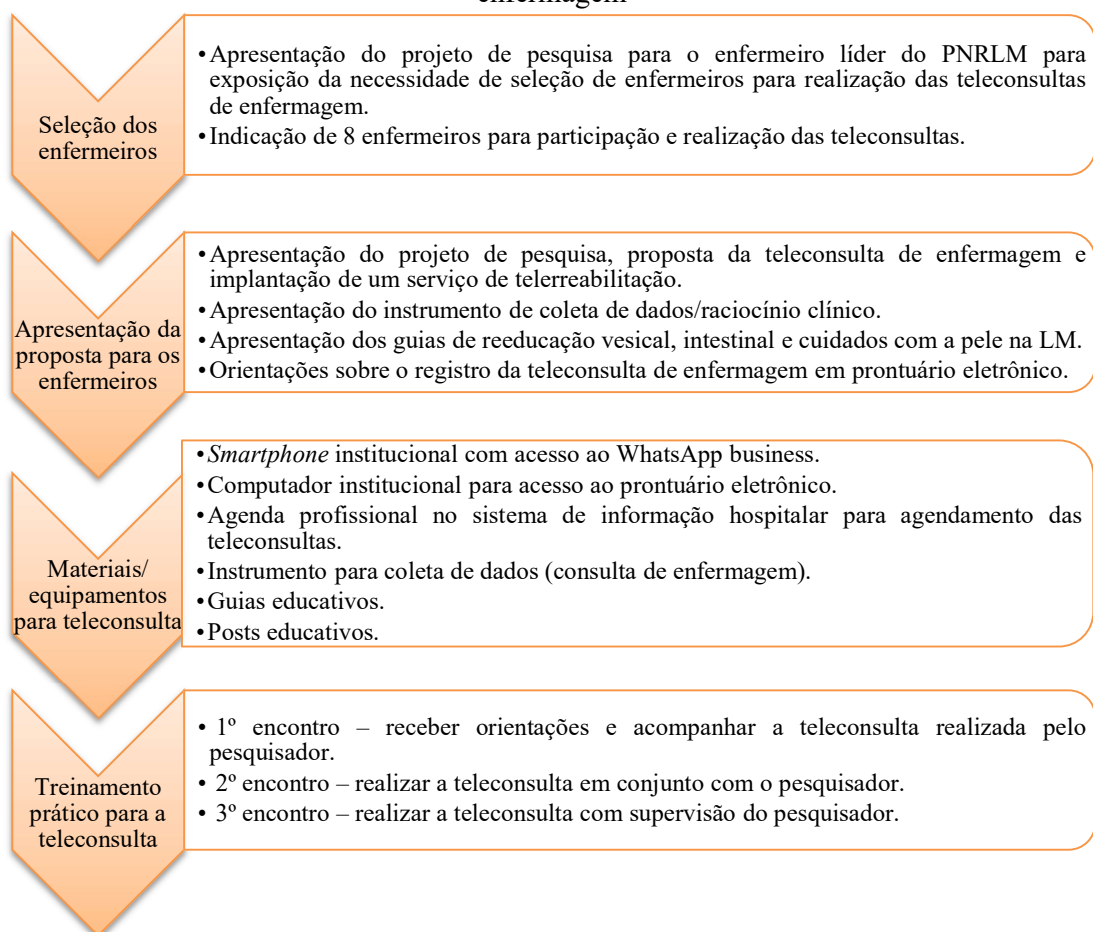 enfermagem
Seleção dos
enfermeiros
•Apresentação do projeto de pesquisa para o enfermeiro líder do PNRLM para
exposição da necessidade de seleção de enfermeiros para realização das teleconsultas
de enfermagem.
•Indicação de 8 enfermeiros para participação e realização das teleconsultas.
Apresentação da
proposta para os
enfermeiros
•Apresentação do projeto de pesquisa, proposta da teleconsulta de enfermagem e
implantação de um serviço de telerreabilitação.
•Apresentação do instrumento de coleta de dados/raciocínio clínico.
•Apresentação dos guias de reeducação vesical, intestinal e cuidados com a pele na LM.
•Orientações sobre o registro da teleconsulta de enfermagem em prontuário eletrônico.
Materiais/
equipamentos
para teleconsulta
•Smartphone institucional com acesso ao WhatsApp business.
•Computador institucional para acesso ao prontuário eletrônico.
•Agenda profissional no sistema de informação hospitalar para agendamento das
teleconsultas.
•Instrumento para coleta de dados (consulta de enfermagem).
•Guias educativos.
•Posts educativos.
Treinamento
prático para a
teleconsulta
• 1º encontro – receber orientações e acompanhar a teleconsulta realizada pelo
pesquisador.
• 2º encontro – realizar a teleconsulta em conjunto com o pesquisador.
• 3º encontro – realizar a teleconsulta com supervisão do pesquisador.